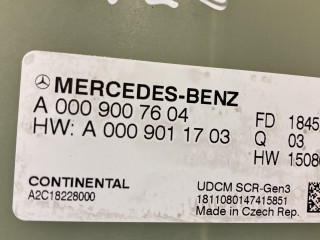 MERCEDES-BENZ
A 000 900 76 04
HW: A 000 901 17 03
FD 1845
Q 03
HW 1508
CONTINENTAL
A2C18228000
UDCM SCR-Gen3
1811080147415851
Made in Czech Rep.